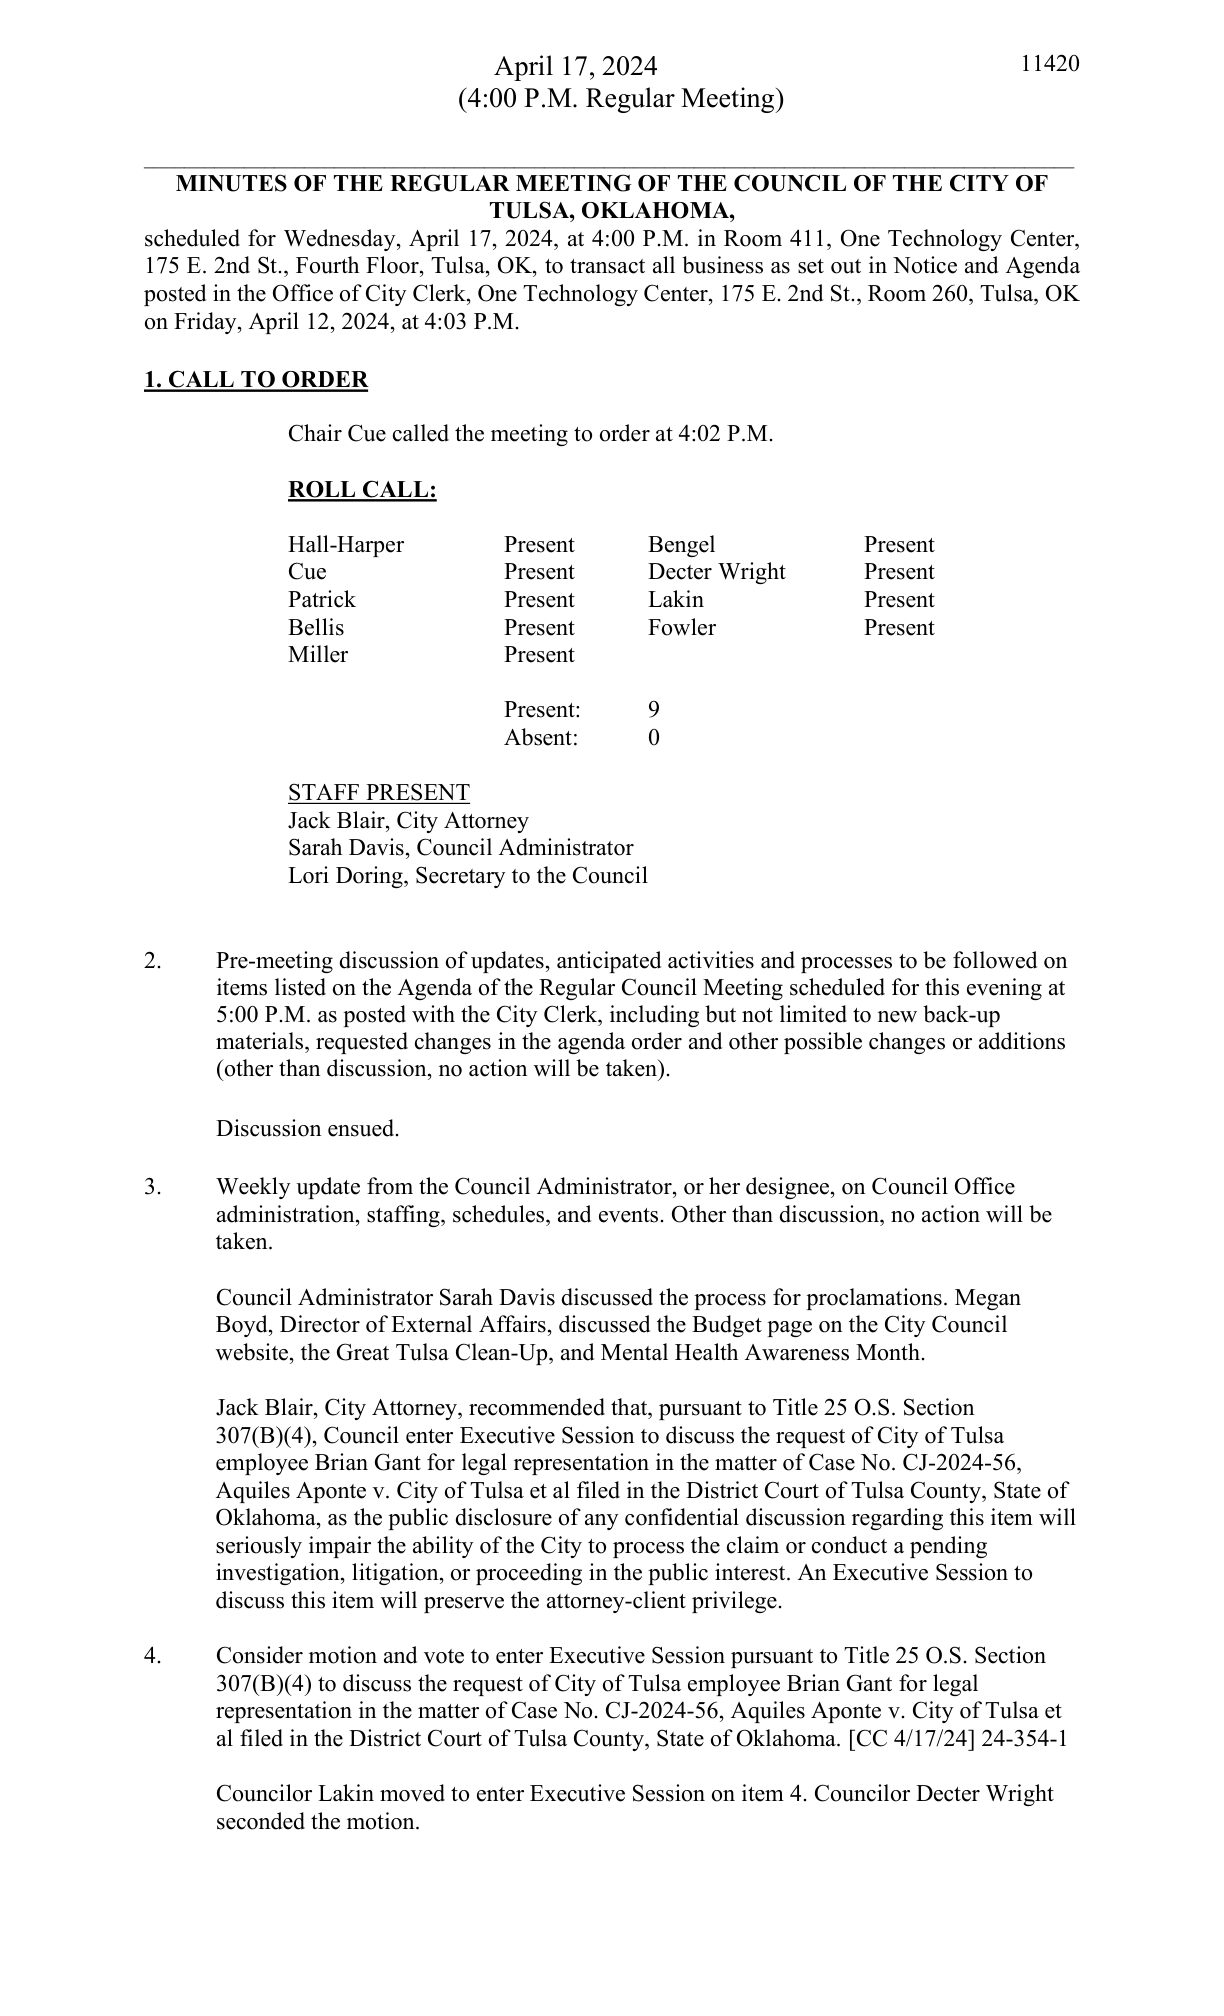 April 17, 2024
11420
(4:00 P.M. Regular Meeting)
MINUTES OF THE REGULAR MEETING OF THE COUNCIL OF THE CITY OF
TULSA, OKLAHOMA,
scheduled for Wednesday, April 17, 2024, at 4:00 P.M. in Room 411, One Technology Center,
175 E. 2nd St., Fourth Floor, Tulsa, OK, to transact all business as set out in Notice and Agenda
posted in the Office of City Clerk, One Technology Center, 175 E. 2nd St., Room 260, Tulsa, OK
on Friday, April 12, 2024, at 4:03 P.M.
1. CALL TO ORDER
Chair Cue called the meeting to order at 4:02 P.M.
ROLL CALL:
Hall-Harper Present Bengel Present
Cue Present Decter Wright Present
Patrick Present Lakin Present
Bellis Present Fowler Present
Miller Present
Present: 9
Absent: 0
STAFF PRESENT
Jack Blair, City Attorney
Sarah Davis, Council Administrator
Lori Doring, Secretary to the Council
2. Pre-meeting discussion of updates, anticipated activities and processes to be followed on
items listed on the Agenda of the Regular Council Meeting scheduled for this evening at
5:00 P.M. as posted with the City Clerk, including but not limited to new back-up
materials, requested changes in the agenda order and other possible changes or additions
(other than discussion, no action will be taken).
Discussion ensued.
3. Weekly update from the Council Administrator, or her designee, on Council Office
administration, staffing, schedules, and events. Other than discussion, no action will be
taken.
Council Administrator Sarah Davis discussed the process for proclamations. Megan
Boyd, Director of External Affairs, discussed the Budget page on the City Council
website, the Great Tulsa Clean-Up, and Mental Health Awareness Month.
Jack Blair, City Attorney, recommended that, pursuant to Title 25 O.S. Section
307(B)(4), Council enter Executive Session to discuss the request of City of Tulsa
employee Brian Gant for legal representation in the matter of Case No. CJ-2024-56,
Aquiles Aponte v. City of Tulsa et al filed in the District Court of Tulsa County, State of
Oklahoma, as the public disclosure of any confidential discussion regarding this item will
seriously impair the ability of the City to process the claim or conduct a pending
investigation, litigation, or proceeding in the public interest. An Executive Session to
discuss this item will preserve the attorney-client privilege.
4. Consider motion and vote to enter Executive Session pursuant to Title 25 O.S. Section
307(B)(4) to discuss the request of City of Tulsa employee Brian Gant for legal
representation in the matter of Case No. CJ-2024-56, Aquiles Aponte v. City of Tulsa et
al filed in the District Court of Tulsa County, State of Oklahoma. [CC 4/17/24] 24-354-1
Councilor Lakin moved to enter Executive Session on item 4. Councilor Decter Wright
seconded the motion.